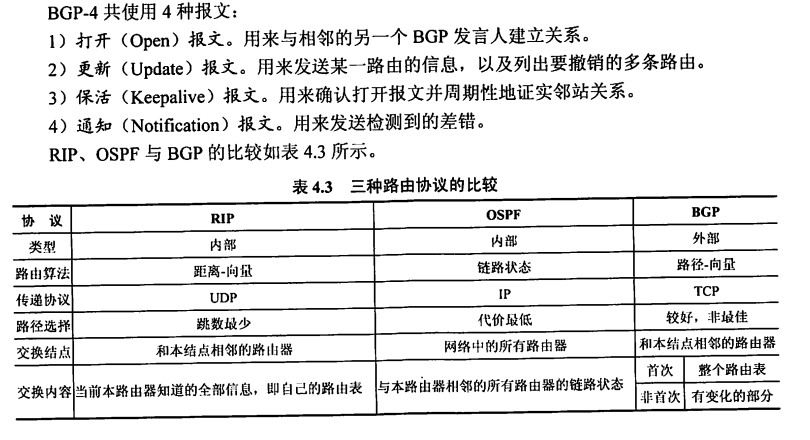 BGP-4 共使用 4 种报文：
1）打开（Open）报文。用来与相邻的另一个 BGP 发言人建立关系。
2）更新（Update）报文。用来发送某一路由的信息，以及列出要撤销的多条路由。
3）保活（Keepalive）报文。用来确认打开报文并周期性地证实邻站关系。
4）通知（Notification）报文。用来发送检测到的差错。
RIP、OSPF 与 BGP 的比较如表 4.3 所示。
表 4.3 三种路由协议的比较
协 议 RIP OSPF BGP
类型 内部 内部 外部
路由算法 距离-向量 链路状态 路径-向量
传递协议 UDP IP TCP
路径选择 跳数最少 代价最低 较好，非最佳
交换结点 和本结点相邻的路由器 网络中的所有路由器 和本结点相邻的路由器
交换内容 当前本路由器知道的全部信息，即自己的路由表 与本路由器相邻的所有路由器的链路状态 首次 整个路由表
非首次 有变化的部分